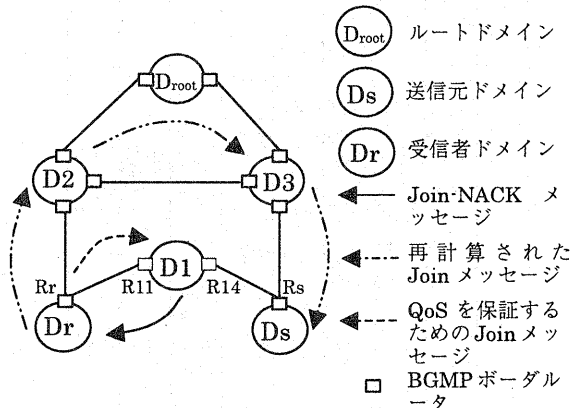 Droot
D2
D3
D1
Rr
R11
R14
Rs
Dr
Ds
Droot ルートドメイン
Ds 送信元ドメイン
Dr 受信者ドメイン
Join-NACK メ
ッセージ
再計算された
Join メッセージ
QoS を保証する
ための Join メッ
セージ
BGMP ボーダル
ータ